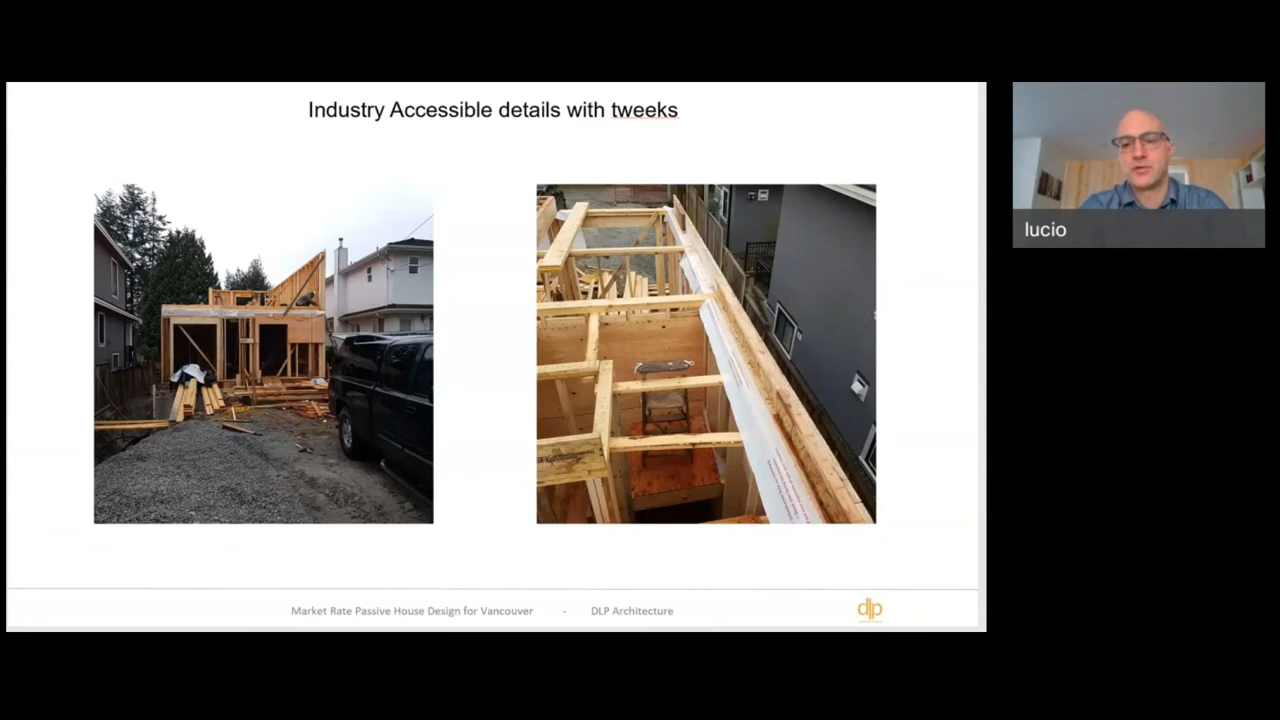 Industry Accessible details with tweeks
lucio
Market Rate Passive House Design for Vancouver - DLP Architecture
dlp